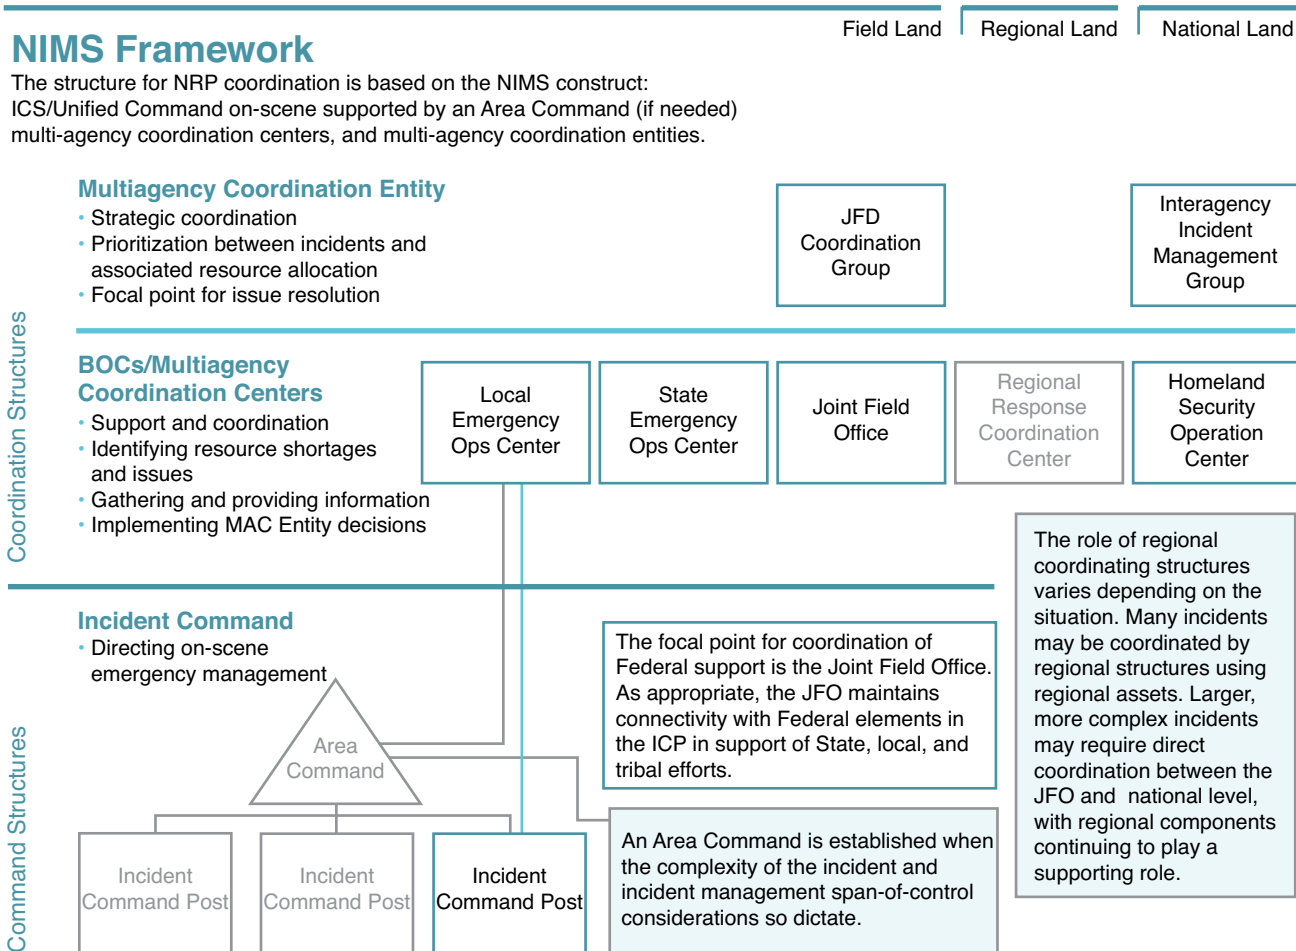 Field Land
Regional Land
National Land
NIMS Framework
The structure for NRP coordination is based on the NIMS construct:
ICS/Unified Command on-scene supported by an Area Command (if needed)
multi-agency coordination centers, and multi-agency coordination entities.
Coordination Structures
Multiagency Coordination Entity
• Strategic coordination
• Prioritization between incidents and
associated resource allocation
• Focal point for issue resolution
JFD
Coordination
Group
Interagency
Incident
Management
Group
BOCs/Multiagency
Coordination Centers
• Support and coordination
• Identifying resource shortages
and issues
• Gathering and providing information
• Implementing MAC Entity decisions
Local
Emergency
Ops Center
State
Emergency
Ops Center
Joint Field
Office
Regional
Response
Coordination
Center
Homeland
Security
Operation
Center
The role of regional
coordinating structures
varies depending on the
situation. Many incidents
may be coordinated by
regional structures using
regional assets. Larger,
more complex incidents
may require direct
coordination between the
JFO and national level,
with regional components
continuing to play a
supporting role.
Command Structures
Incident Command
• Directing on-scene
emergency management
The focal point for coordination of
Federal support is the Joint Field Office.
As appropriate, the JFO maintains
connectivity with Federal elements in
the ICP in support of State, local, and
tribal efforts.
Area
Command
An Area Command is established when
the complexity of the incident and
incident management span-of-control
considerations so dictate.
Incident
Command Post
Incident
Command Post
Incident
Command Post